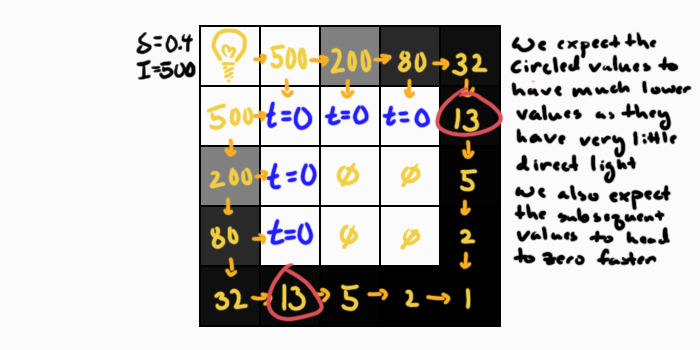 S=0.4
I=500
500 200 80 32
500 t=0 t=0 t=0 13
200 t=0 ∅ ∅ 5
80 t=0 ∅ ∅ 2
32 13 5 2 1
We expect the
Circled values to
have much lower
values as they
have very little
direct light
we also expect
the subsequent
values to head
to zero faster